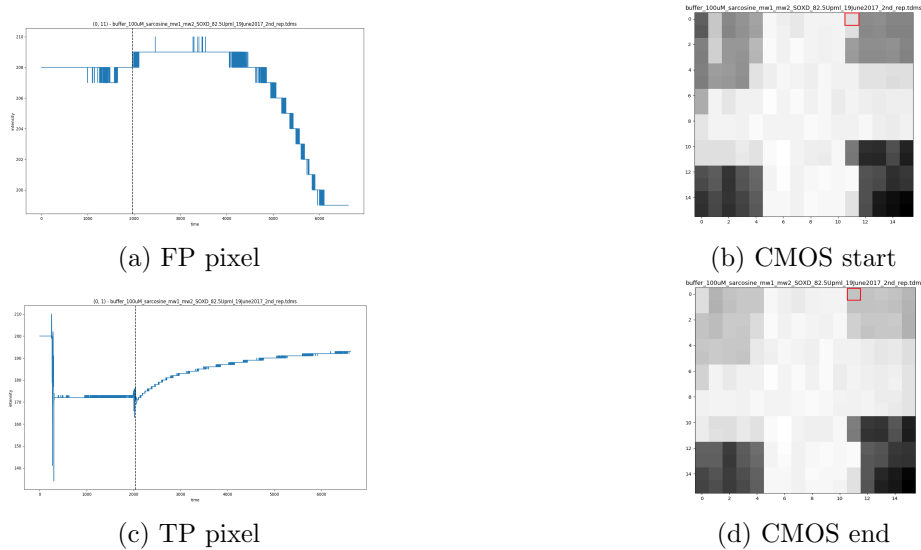 (0, 11) - buffer_100uM_sarcosine_mw1_mw2_SOXD_82.5Upml_19june2017_2nd_rep.tdms
210
208
206
204
202
200
intensity
0 1000 2000 3000 4000 5000 6000
time
(a) FP pixel
buffer_100uM_sarcosine_mw1_mw2_SOXD_82.5Upml_19june2017_2nd_rep.tdms
0
2
4
6
8
10
12
14
0 2 4 6 8 10 12 14
(b) CMOS start
(0, 1) - buffer_100uM_sarcosine_mw1_mw2_SOXD_82.5Upml_19june2017_2nd_rep.tdms
210
200
190
180
170
160
150
140
intensity
0 1000 2000 3000 4000 5000 6000
time
(c) TP pixel
buffer_100uM_sarcosine_mw1_mw2_SOXD_82.5Upml_19june2017_2nd_rep.tdm
0
2
4
6
8
10
12
14
0 2 4 6 8 10 12 14
(d) CMOS end